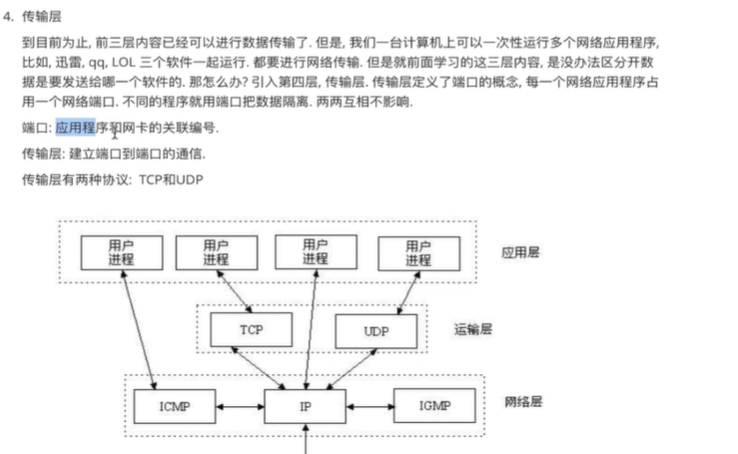 4. 传输层
到目前为止, 前三层内容已经可以进行数据传输了. 但是, 我们一台计算机上可以一次性运行多个网络应用程序,
比如, 迅雷, qq, LOL 三个软件一起运行. 都要进行网络传输. 但是就前面学习的这三层内容, 是没办法区分开数
据是要发送给哪一个软件的. 那怎么办? 引入第四层, 传输层. 传输层定义了端口的概念, 每一个网络应用程序占
用一个网络端口. 不同的程序就用端口把数据隔离. 两两互相不影响.
端口: 应用程序和网卡的关联编号.
传输层: 建立端口到端口的通信.
传输层有两种协议: TCP和UDP
用户 用户 用户 用户
进程 进程 进程 进程
应用层
TCP UDP 运输层
ICMP IP IGMP 网络层